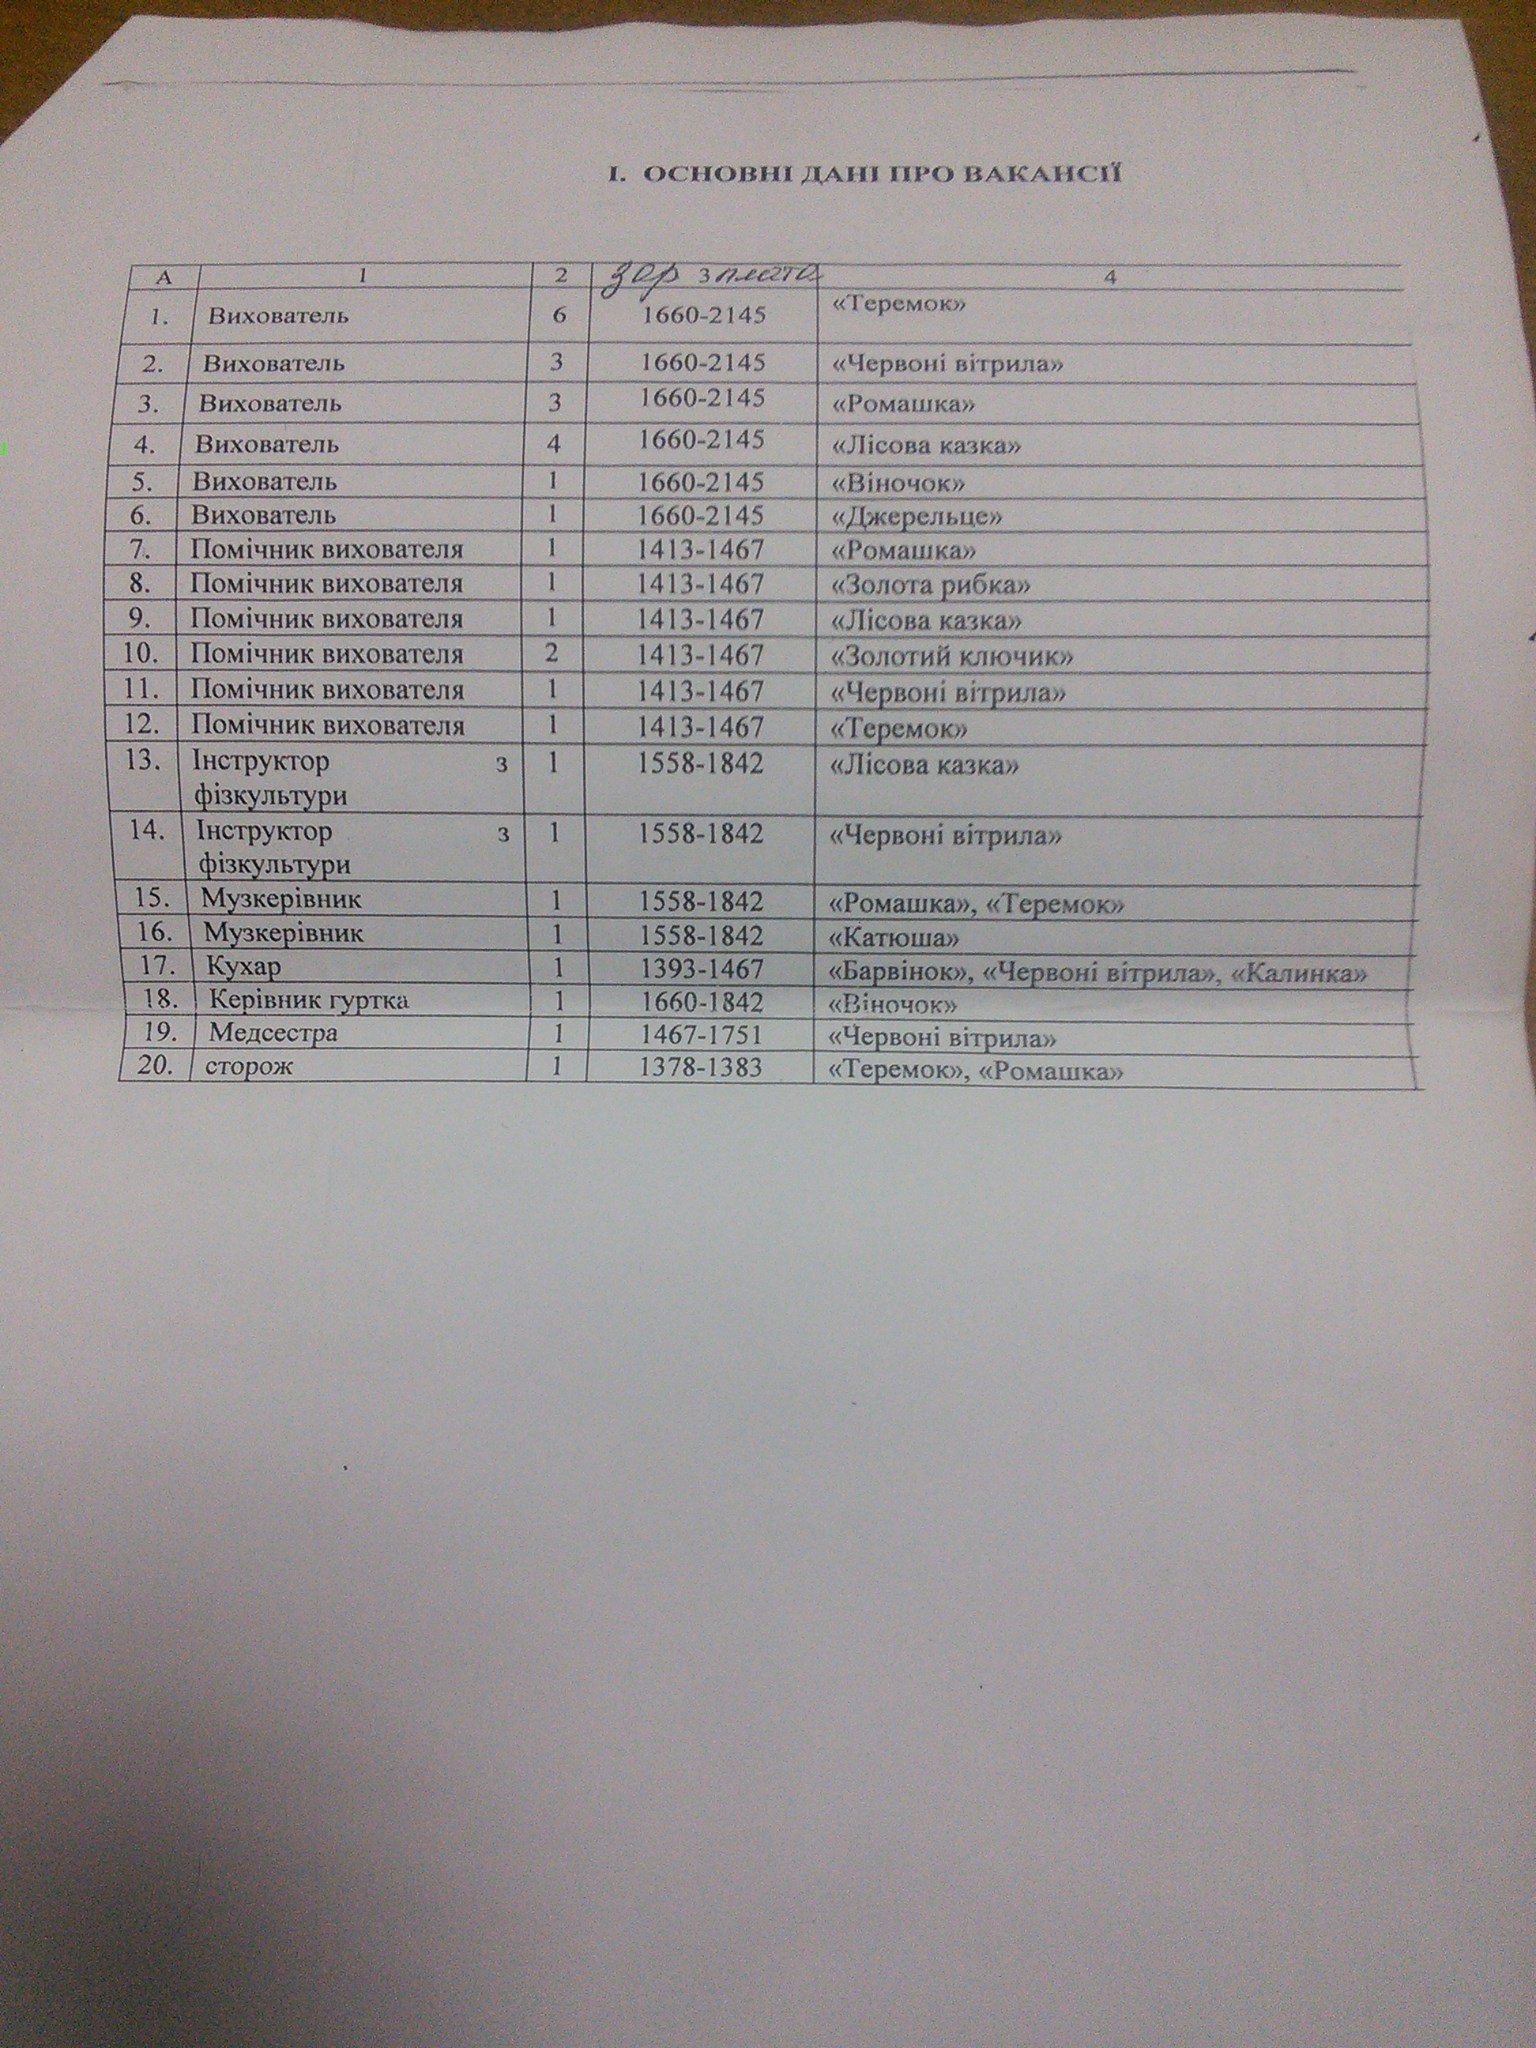 I. ОСНОВНІ ДАНІ ПРО ВАКАНСІЇ
А 1 2 зар 3 плата 4
1. Вихователь 6 1660-2145 «Теремок»
2. Вихователь 3 1660-2145 «Червоні вітрила»
3. Вихователь 3 1660-2145 «Ромашка»
4. Вихователь 4 1660-2145 «Лісова казка»
5. Вихователь 1 1660-2145 «Віночок»
6. Вихователь 1 1660-2145 «Джерельце»
7. Помічник вихователя 1 1413-1467 «Ромашка»
8. Помічник вихователя 1 1413-1467 «Золота рибка»
9. Помічник вихователя 1 1413-1467 «Лісова казка»
10. Помічник вихователя 2 1413-1467 «Золотий ключик»
11. Помічник вихователя 1 1413-1467 «Червоні вітрила»
12. Помічник вихователя 1 1413-1467 «Теремок»
13. Інструктор з 1 1558-1842 «Лісова казка»
фізкультури
14. Інструктор з 1 1558-1842 «Червоні вітрила»
фізкультури
15. Музкерівник 1 1558-1842 «Ромашка», «Теремок»
16. Музкерівник 1 1558-1842 «Катюша»
17. Кухар 1 1393-1467 «Барвінок», «Червоні вітрила», «Калинка»
18. Керівник гуртка 1 1660-1842 «Віночок»
19. Медсестра 1 1467-1751 «Червоні вітрила»
20. сторож 1 1378-1383 «Теремок», «Ромашка»